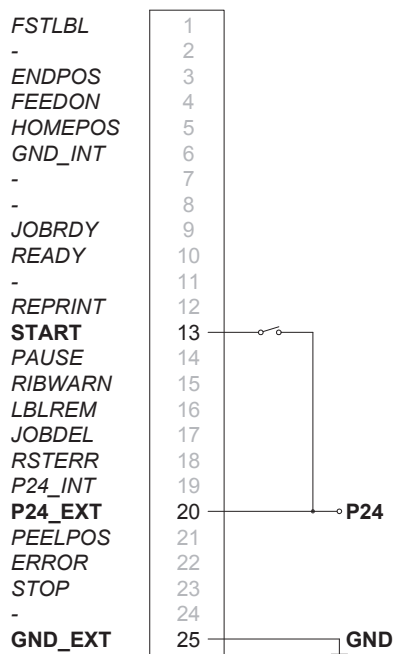 FSTLBL 1
- 2
ENDPOS 3
FEEDON 4
HOMEPOS 5
GND_INT 6
- 7
- 8
JOBRDY 9
READY 10
- 11
REPRINT 12
START 13
PAUSE 14
RIBWARN 15
LBLREM 16
JOBDEL 17
RSTERR 18
P24_INT 19
P24_EXT 20 P24
PEELPOS 21
ERROR 22
STOP 23
- 24
GND_EXT 25 GND